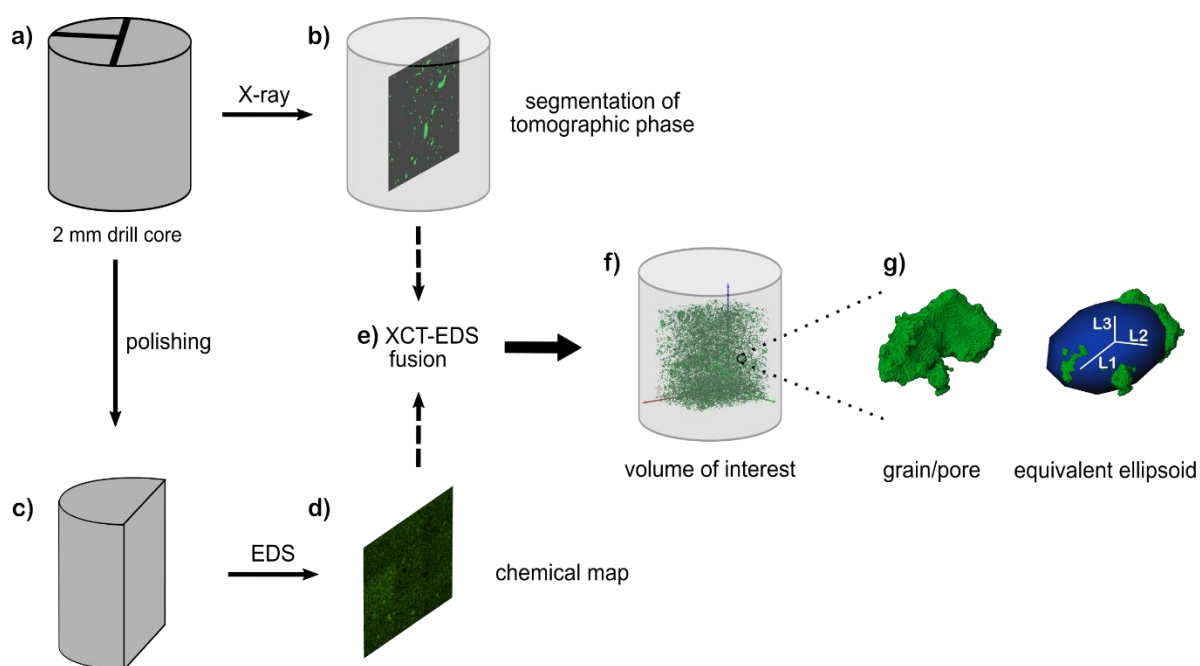 a)
b)
X-ray
segmentation of
tomographic phase
2 mm drill core
polishing
e) XCT-EDS
fusion
f)
g)
L3
L2
L1
volume of interest
grain/pore
equivalent ellipsoid
c)
d)
EDS
chemical map